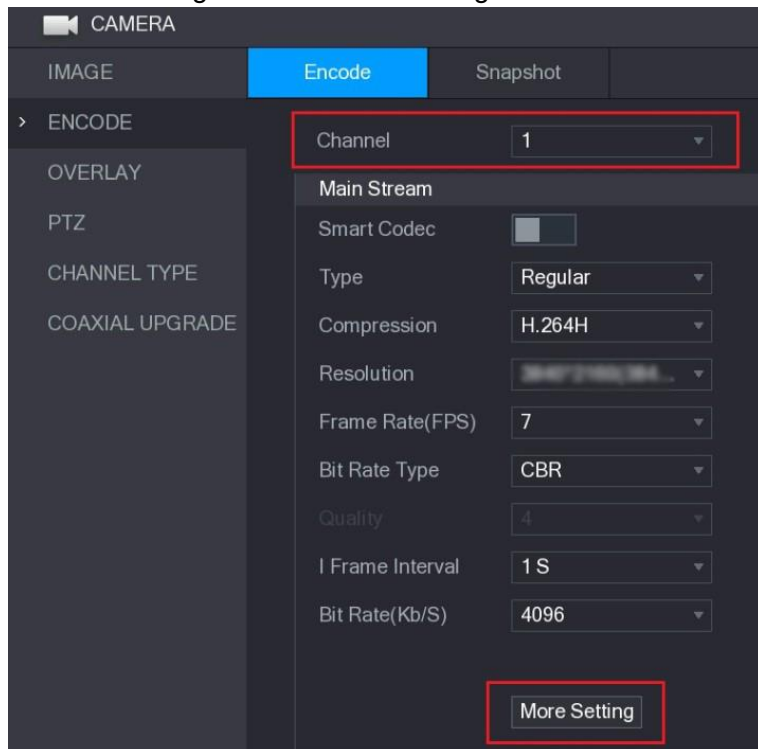 CAMERA
IMAGE
Encode Snapshot
> ENCODE
Channel 1
OVERLAY
Main Stream
PTZ
Smart Codec
CHANNEL TYPE
Type Regular
COAXIAL UPGRADE
Compression H.264H
Resolution
Frame Rate(FPS) 7
Bit Rate Type CBR
Quality 4
I Frame Interval 1 S
Bit Rate(Kb/S) 4096
More Setting